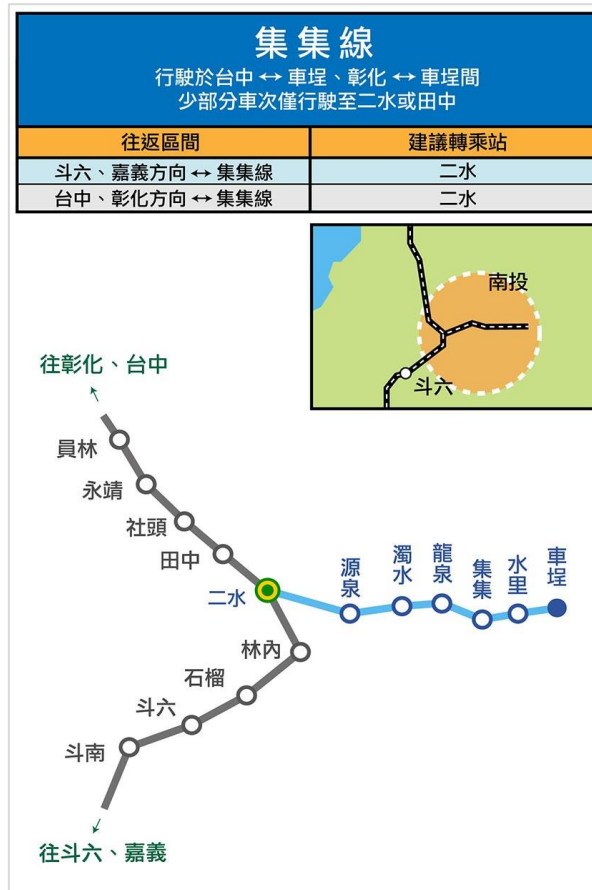 集集線
行駛於台中↔車埕、彰化↔車埕間
少部分車次僅行駛至二水或田中
往返區間
建議轉乘站
斗六、嘉義方向↔集集線
二水
台中、彰化方向↔集集線
二水
南投
斗六
往彰化、台中
員林
永靖
社頭
田中
二水
源泉
濁水
龍泉
集集
水里
車埕
林內
石榴
斗六
斗南
往斗六、嘉義